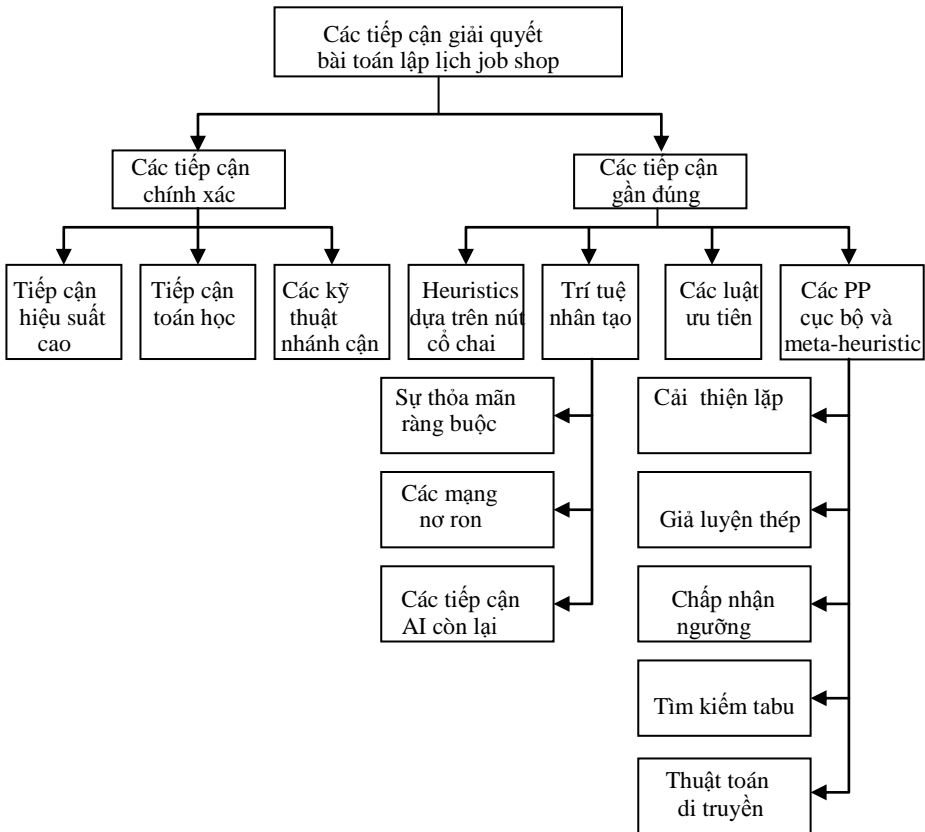 Các tiếp cận giải quyết
bài toán lập lịch job shop
Các tiếp cận
chính xác
Các tiếp cận
gần đúng
Tiếp cận
hiệu suất
cao
Tiếp cận
toán học
Các kỹ
thuật
nhánh cận
Heuristics
dựa trên nút
cổ chai
Trí tuệ
nhân tạo
Các luật
ưu tiên
Các PP
cục bộ và
meta-heuristic
Sự thỏa mãn
ràng buộc
Các mạng
nơ ron
Các tiếp cận
AI còn lại
Cải thiện lặp
Giả luyện thép
Chấp nhận
ngưỡng
Tìm kiếm tabu
Thuật toán
di truyền